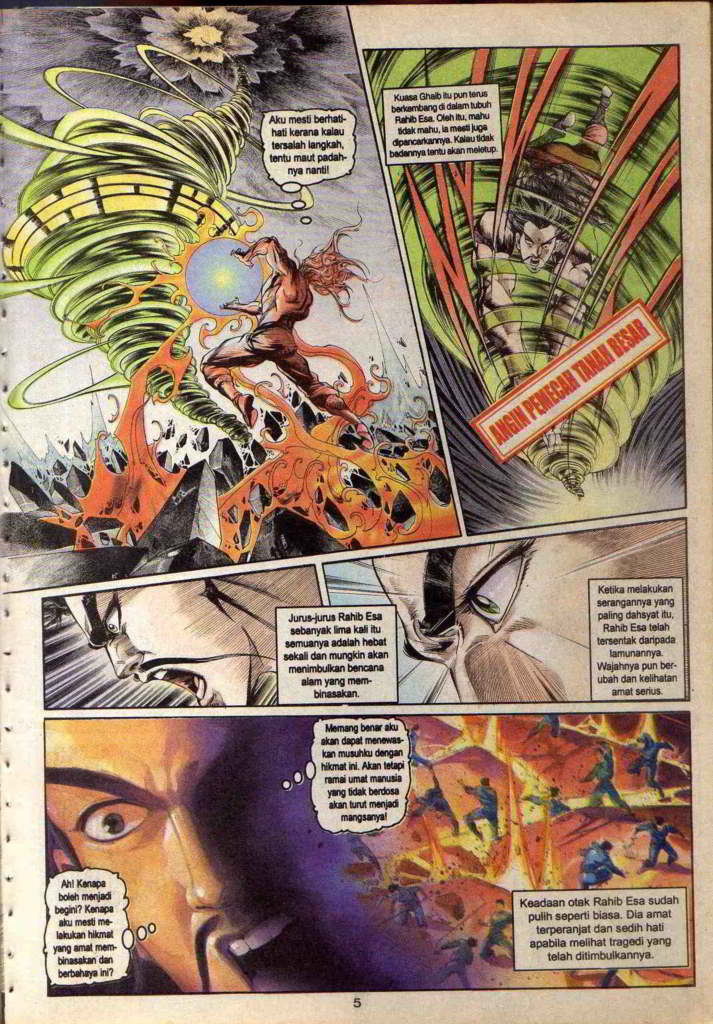 Aku mesti berhati-
hati kerana kalau
tersalah langkah,
tentu maut padah-
nya nanti!
Kuasa Ghaib itu pun terus
berkembang di dalam tubuh
Rahib Esa. Oleh itu, mahu
tidak mahu, ia mesti juga
dipancarkannya. Kalau tidak
badannya tentu akan meletup.
ANGIN PEMECAH TANAH BESAR
Jurus-jurus Rahib Esa
sebanyak lima kali itu
semuanya adalah hebat
sekali dan mungkin akan
menimbulkan bencana
alam yang mem-
binasakan.
Ketika melakukan
serangannya yang
paling dahsyat itu,
Rahib Esa telah
tersentak daripada
lamunannya.
Wajahnya pun ber-
ubah dan kelihatan
amat serius.
Memang benar aku
akan dapat menewas-
kan musuhku dengan
hikmat ini. Akan tetapi
ramai umat manusia
yang tidak berdosa
akan turut menjadi
mangsanya!
Ah! Kenapa
boleh menjadi
begini? Kenapa
aku mesti me-
lakukan hikmat
yang amat mem-
binasakan dan
berbahaya ini?
Keadaan otak Rahib Esa sudah
pulih seperti biasa. Dia amat
terperanjat dan sedih hati
apabila melihat tragedi yang
telah ditimbulkannya.
5